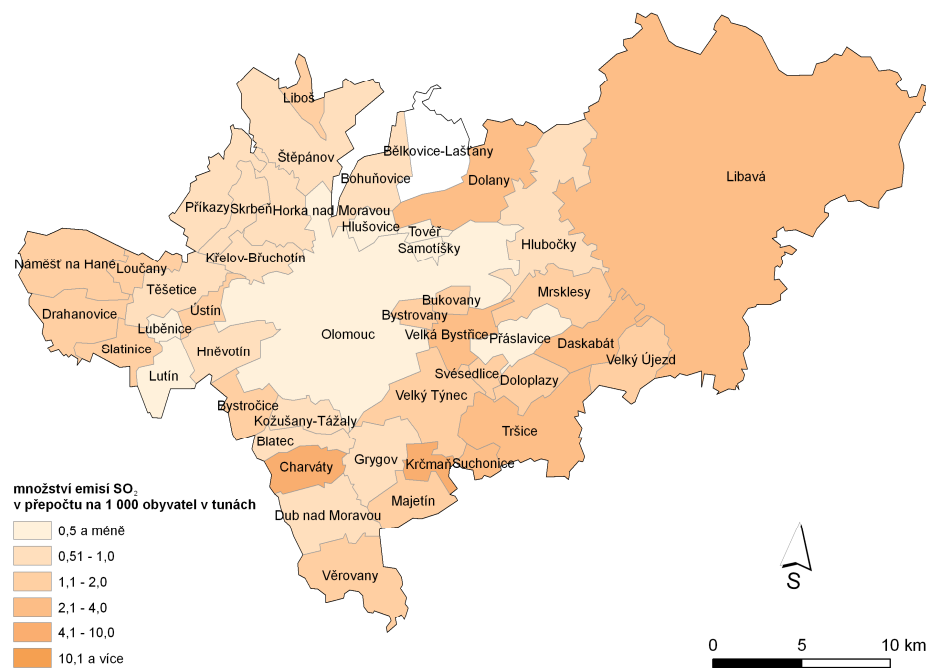 Liboš
Štěpánov
Bělkovice-Lašťany
Bohuňovice
Dolany
Libavá
Příkazy
Skrbeň
Horka nad Moravou
Hlušovice
Tovéř
Samotišky
Hlubočky
Křelov-Břuchotín
Náměšť na Hané
Loučany
Těšetice
Mrsklesy
Bukovany
Ústín
Bystrovany
Drahanovice
Luběnice
Olomouc
Velká Bystřice
Přáslavice
Daskabát
Slatinice
Hněvotín
Velký Újezd
Lutín
Svésedlice
Doloplazy
Velký Týnec
Bystročice
Kožušany-Tážaly
Tršice
Blatec
Charváty
Grygov
Krčmaň
Suchonice
Majetín
Dub nad Moravou
Věrovany
množství emisí SO₂
v přepočtu na 1 000 obyvatel v tunách
0,5 a méně
0,51 - 1,0
1,1 - 2,0
2,1 - 4,0
4,1 - 10,0
10,1 a více
S
0 5 10 km